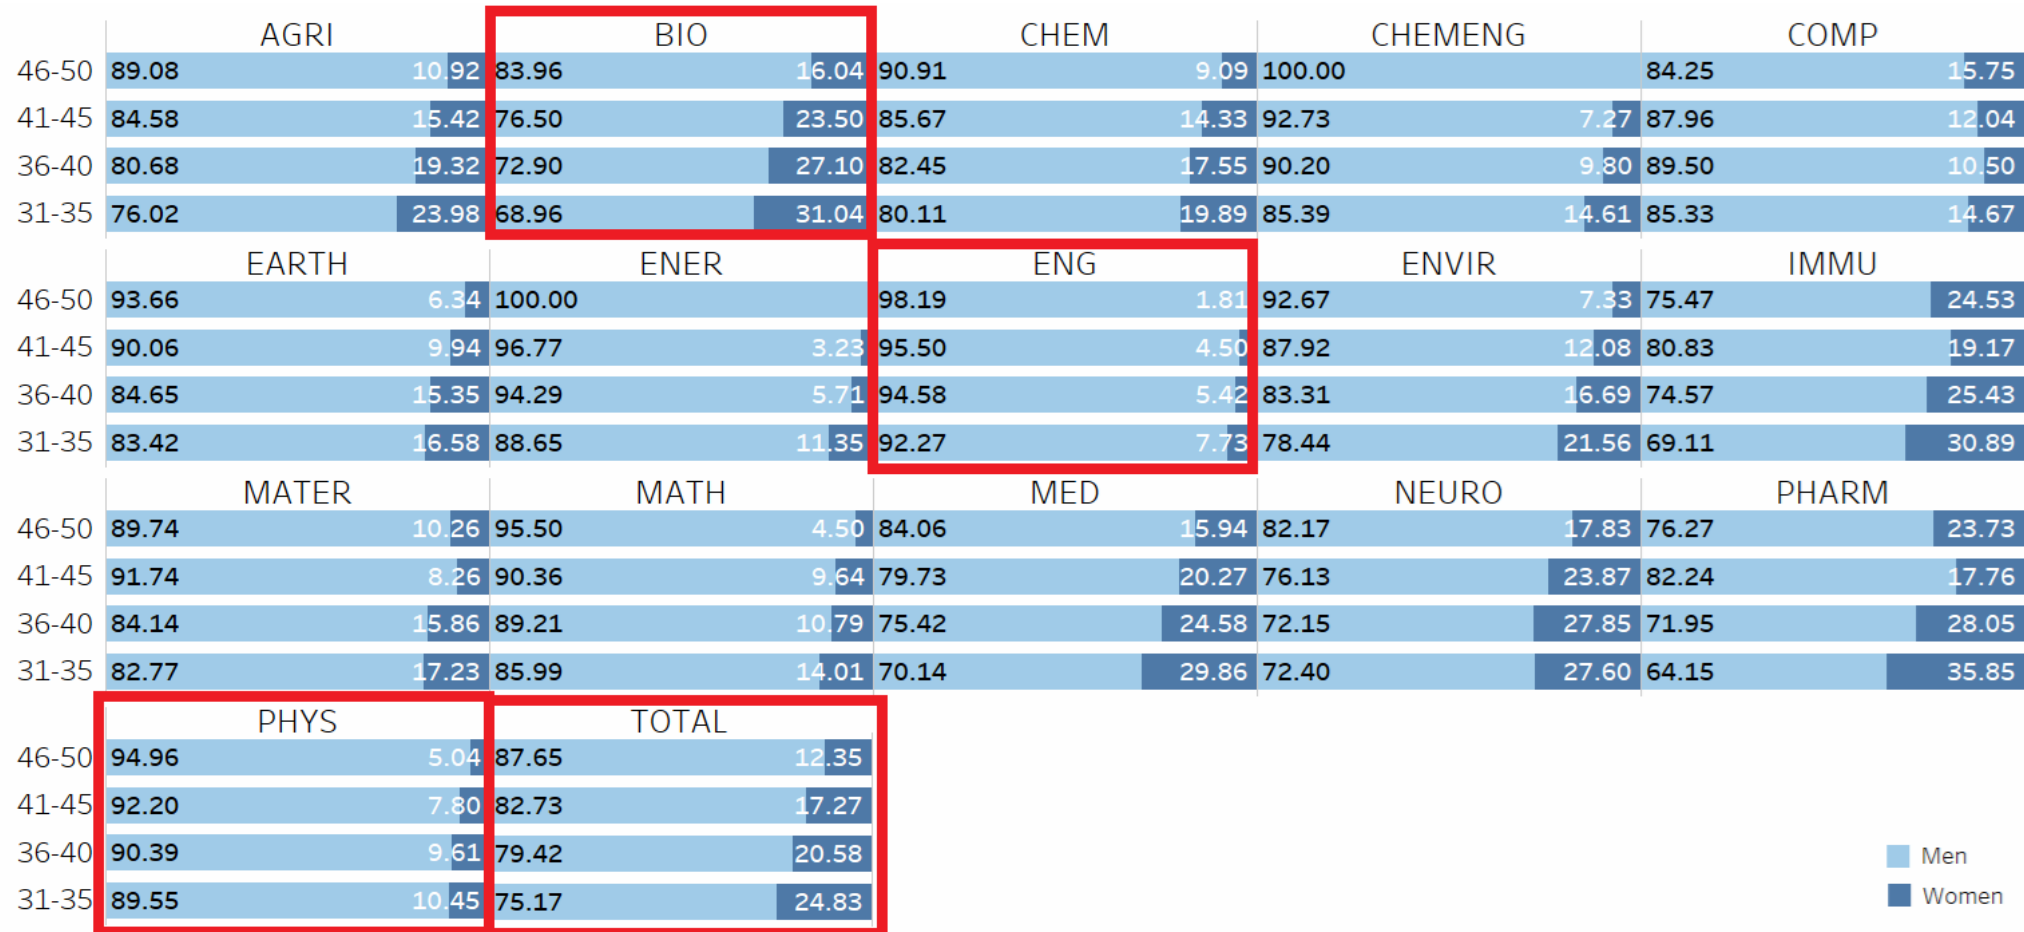 AGRI BIO CHEM CHEMENG COMP
46-50 89.08 10.92 83.96 16.04 90.91 9.09 100.00 84.25 15.75
41-45 84.58 15.42 76.50 23.50 85.67 14.33 92.73 7.27 87.96 12.04
36-40 80.68 19.32 72.90 27.10 82.45 17.55 90.20 9.80 89.50 10.50
31-35 76.02 23.98 68.96 31.04 80.11 19.89 85.39 14.61 85.33 14.67
EARTH ENER ENG ENVIR IMMU
46-50 93.66 6.34 100.00 98.19 1.81 92.67 7.33 75.47 24.53
41-45 90.06 9.94 96.77 3.23 95.50 4.50 87.92 12.08 80.83 19.17
36-40 84.65 15.35 94.29 5.71 94.58 5.42 83.31 16.69 74.57 25.43
31-35 83.42 16.58 88.65 11.35 92.27 7.73 78.44 21.56 69.11 30.89
MATER MATH MED NEURO PHARM
46-50 89.74 10.26 95.50 4.50 84.06 15.94 82.17 17.83 76.27 23.73
41-45 91.74 8.26 90.36 9.64 79.73 20.27 76.13 23.87 82.24 17.76
36-40 84.14 15.86 89.21 10.79 75.42 24.58 72.15 27.85 71.95 28.05
31-35 82.77 17.23 85.99 14.01 70.14 29.86 72.40 27.60 64.15 35.85
PHYS TOTAL
46-50 94.96 5.04 87.65 12.35
41-45 92.20 7.80 82.73 17.27
36-40 90.39 9.61 79.42 20.58
31-35 89.55 10.45 75.17 24.83
Men
Women